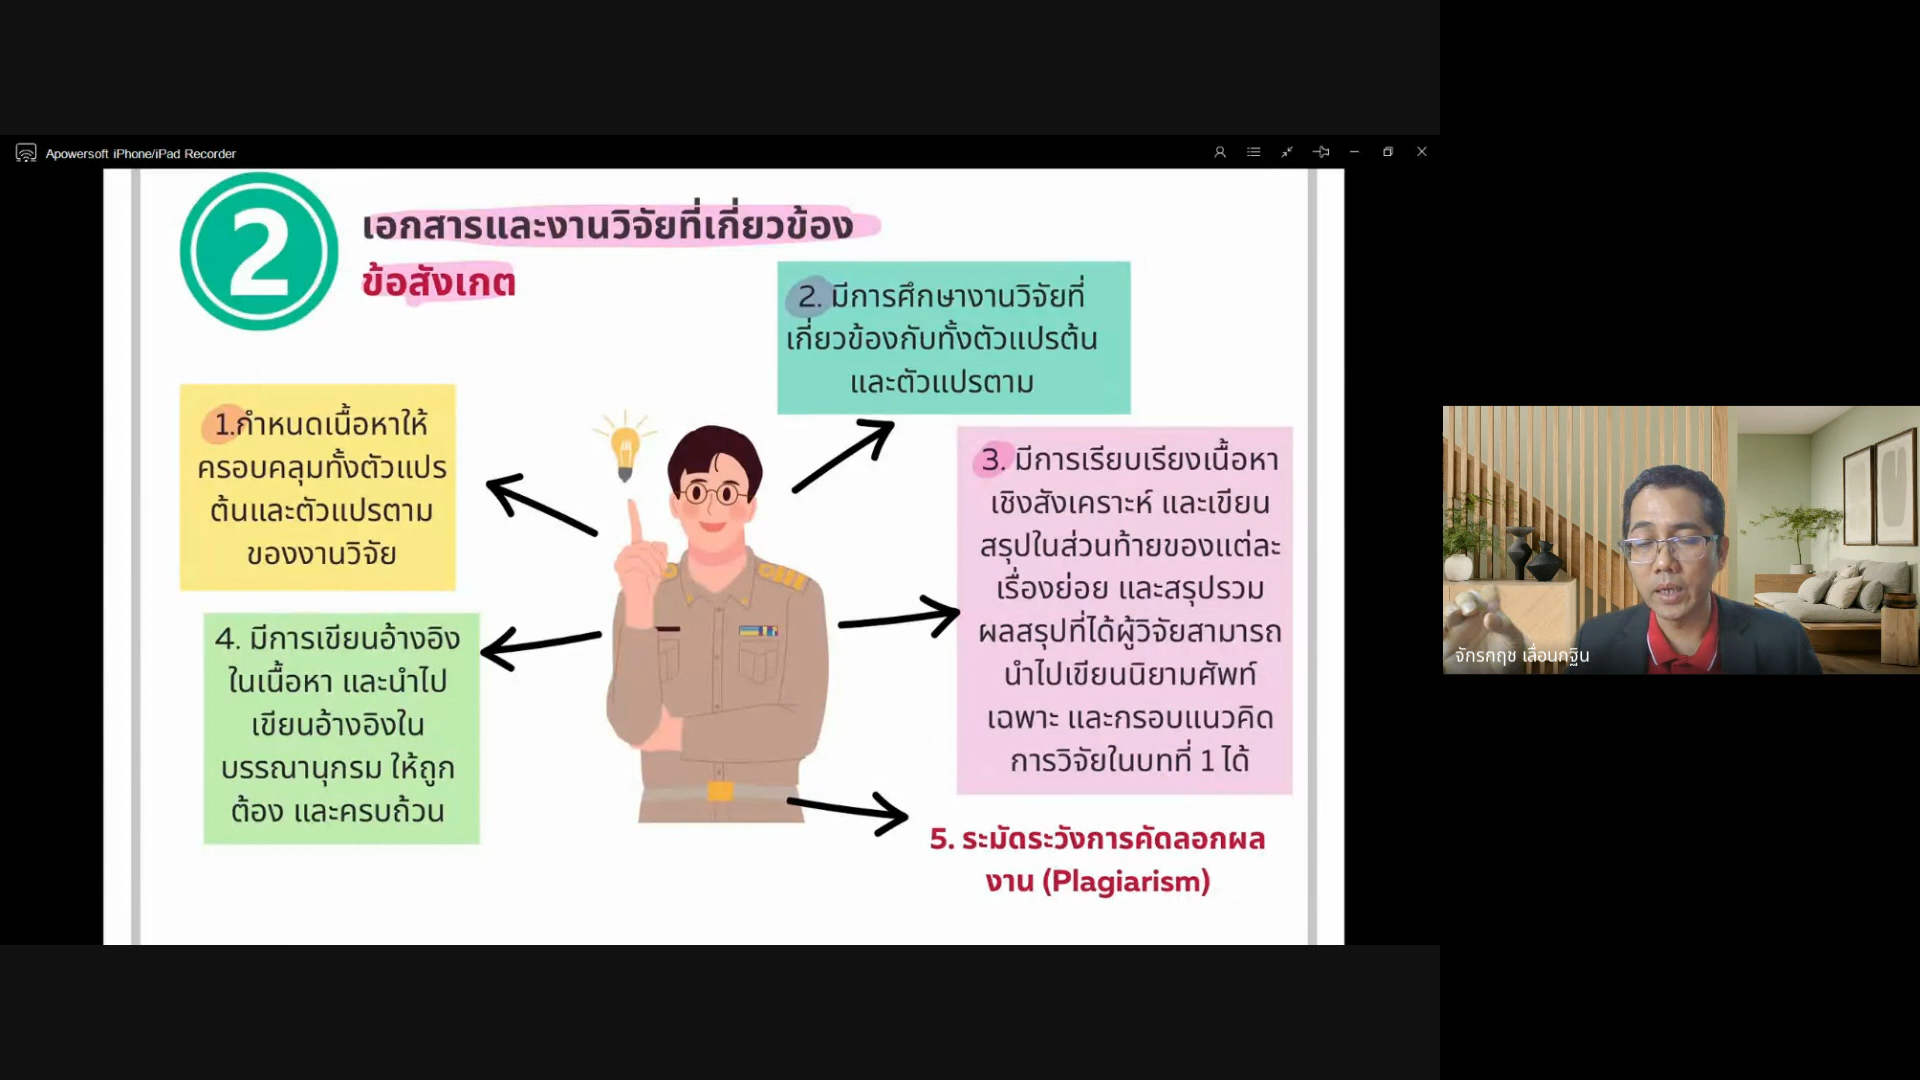 Apowersoft iPhone/iPad Recorder
2
เอกสารและงานวิจัยที่เกี่ยวข้อง
ข้อสังเกต
1.กำหนดเนื้อหาให้
ครอบคลุมทั้งตัวแปร
ต้นและตัวแปรตาม
ของงานวิจัย
2. มีการศึกษางานวิจัยที่
เกี่ยวข้องกับทั้งตัวแปรต้น
และตัวแปรตาม
3. มีการเรียบเรียงเนื้อหา
เชิงสังเคราะห์ และเขียน
สรุปในส่วนท้ายของแต่ละ
เรื่องย่อย และสรุปรวม
ผลสรุปที่ได้ผู้วิจัยสามารถ
นำไปเขียนนิยามศัพท์
เฉพาะ และกรอบแนวคิด
การวิจัยในบทที่ 1 ได้
4. มีการเขียนอ้างอิง
ในเนื้อหา และนำไป
เขียนอ้างอิงใน
บรรณานุกรม ให้ถูก
ต้อง และครบถ้วน
5. ระมัดระวังการคัดลอกผล
งาน (Plagiarism)
จักรกฤช เลื่อนกฐิน